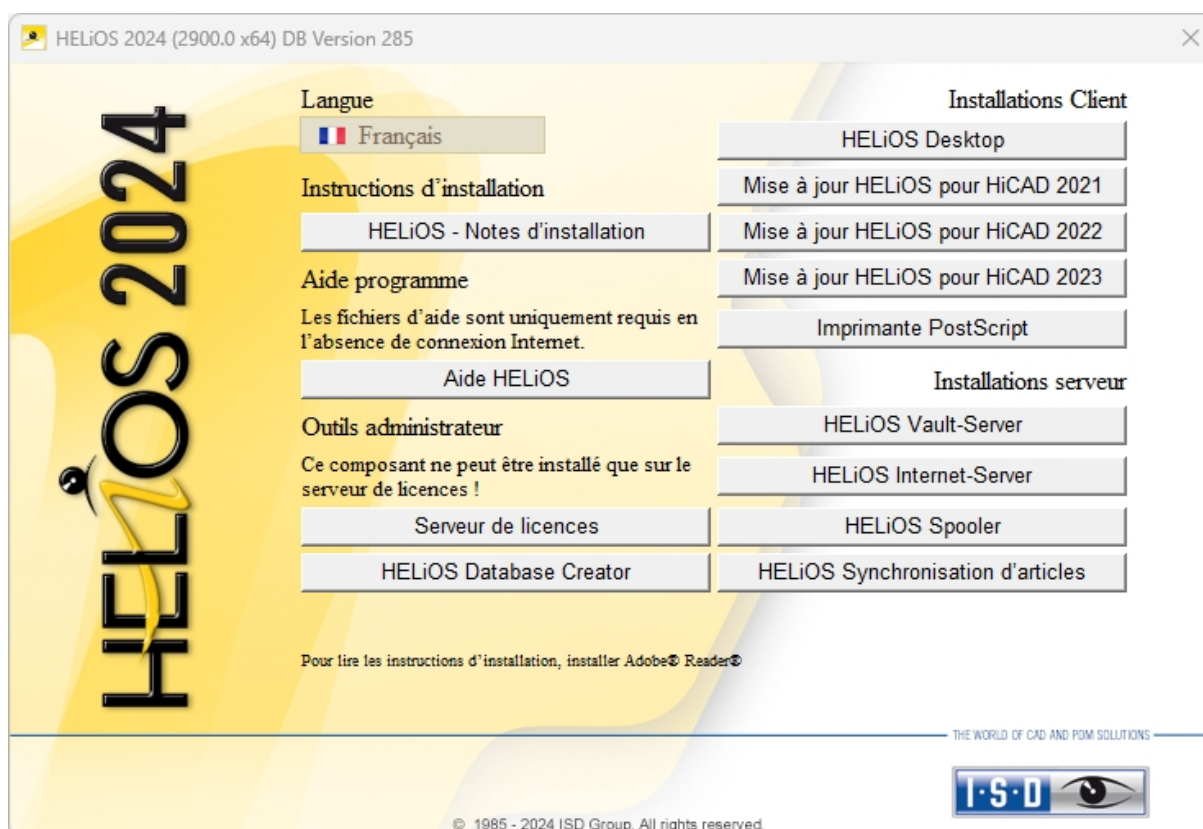 HELiOS 2024 (2900.0 x64) DB Version 285
HELiOS 2024
Langue
Français
Instructions d'installation
HELiOS - Notes d'installation
Aide programme
Les fichiers d'aide sont uniquement requis en
l'absence de connexion Internet.
Aide HELiOS
Outils administrateur
Ce composant ne peut être installé que sur le
serveur de licences !
Serveur de licences
HELiOS Database Creator
Installations Client
HELiOS Desktop
Mise à jour HELiOS pour HiCAD 2021
Mise à jour HELiOS pour HiCAD 2022
Mise à jour HELiOS pour HiCAD 2023
Imprimante PostScript
Installations serveur
HELiOS Vault-Server
HELiOS Internet-Server
HELiOS Spooler
HELiOS Synchronisation d'articles
Pour lire les instructions d'installation, installer Adobe® Reader®
THE WORLD OF CAD AND PDM SOLUTIONS
I·S·D
© 1985 - 2024 ISD Group. All rights reserved.